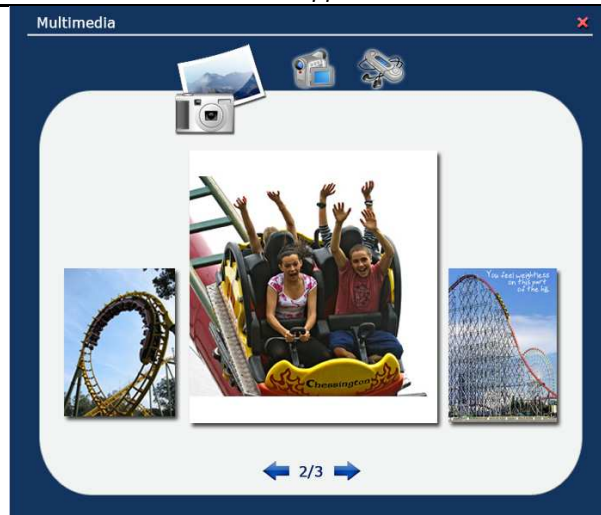 Multimedia
You feel weightless
on this part
of the hill.
Chessington
2/3